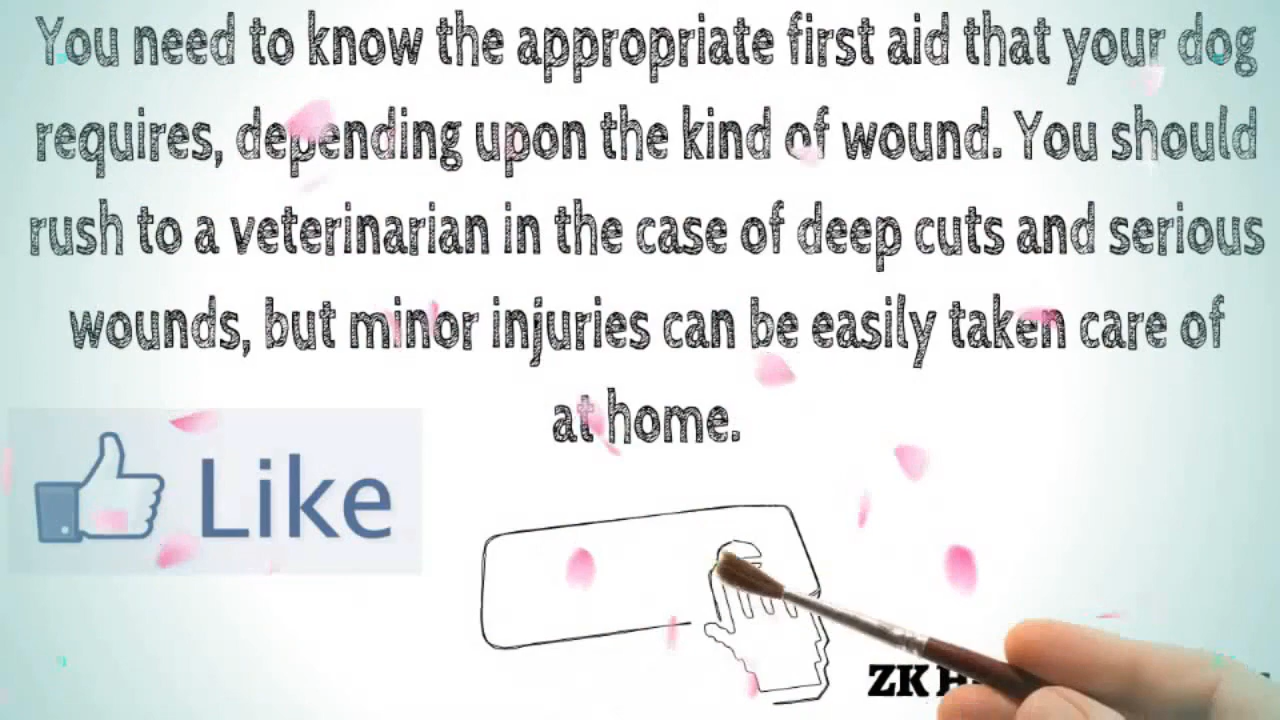 You need to know the appropriate first aid that your dog
requires, depending upon the kind of wound. You should
rush to a veterinarian in the case of deep cuts and serious
wounds, but minor injuries can be easily taken care of
at home.
Like
ZK